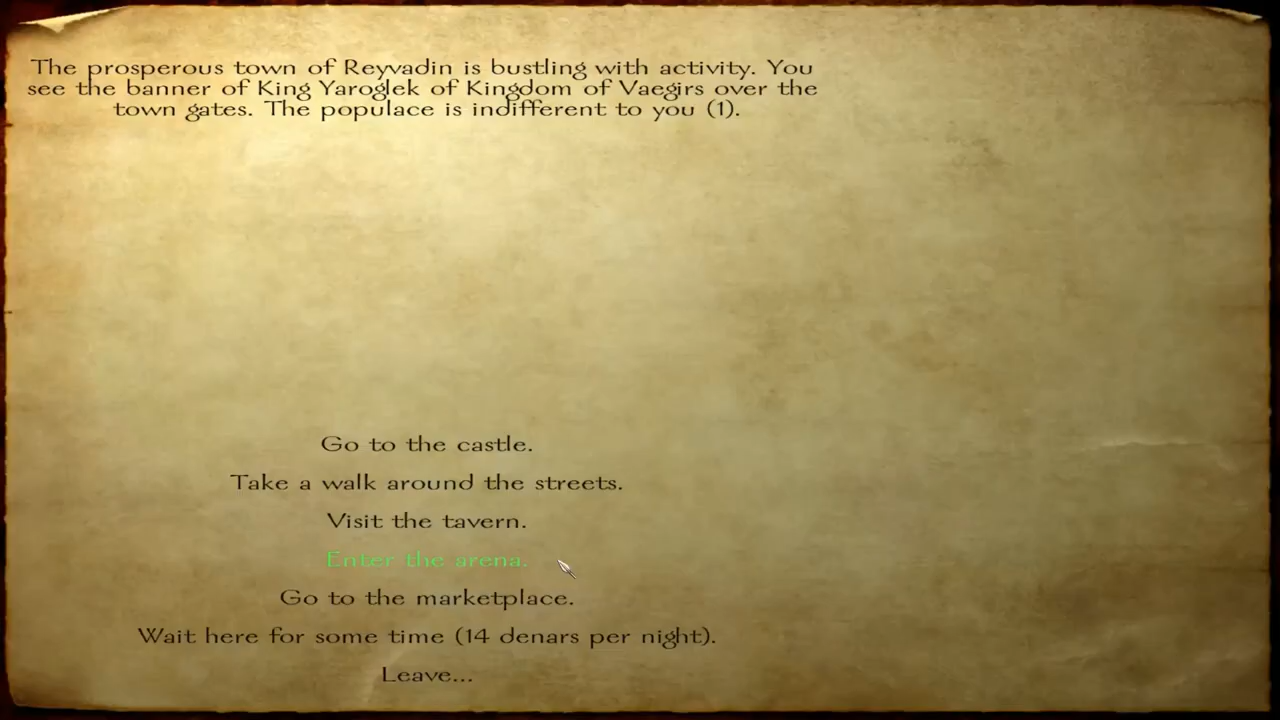 The prosperous town of Reyvadin is bustling with activity. You
see the banner of King Yaroglek of Kingdom of Vaegirs over the
town gates. The populace is indifferent to you (1).
Go to the castle.
Take a walk around the streets.
Visit the tavern.
Enter the arena.
Go to the marketplace.
Wait here for some time (14 denars per night).
Leave...